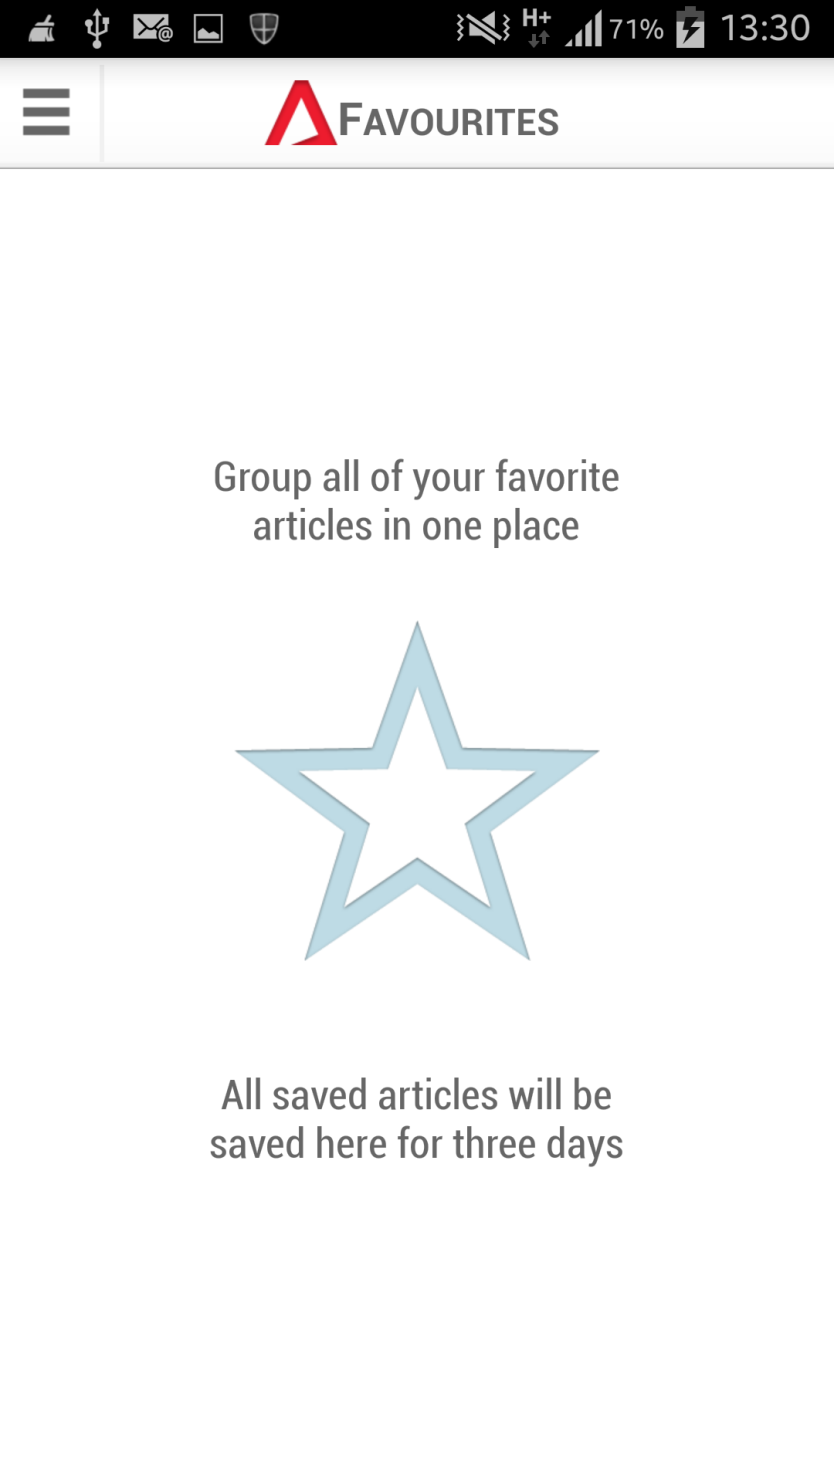 H+ 71% 13:30
FAVOURITES
Group all of your favorite
articles in one place
All saved articles will be
saved here for three days